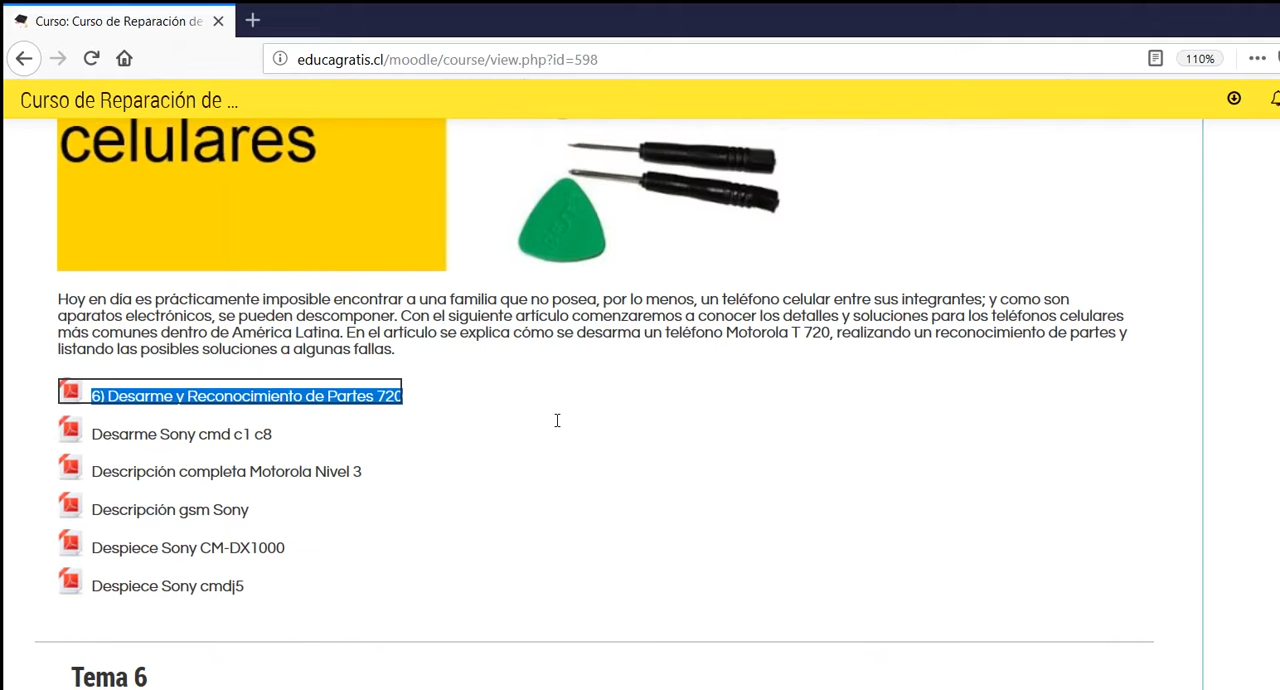 Curso: Curso de Reparación de
educagratis.cl/moodle/course/view.php?id=598
110%
Curso de Reparación de ...
celulares
Hoy en día es prácticamente imposible encontrar a una familia que no posea, por lo menos, un teléfono celular entre sus integrantes; y como son
aparatos electrónicos, se pueden descomponer. Con el siguiente artículo comenzaremos a conocer los detalles y soluciones para los teléfonos celulares
más comunes dentro de América Latina. En el artículo se explica cómo se desarma un teléfono Motorola T 720, realizando un reconocimiento de partes y
listando las posibles soluciones a algunas fallas.
6) Desarme y Reconocimiento de Partes 720
Desarme Sony cmd c1 c8
Descripción completa Motorola Nivel 3
Descripción gsm Sony
Despiece Sony CM-DX1000
Despiece Sony cmdj5
Tema 6